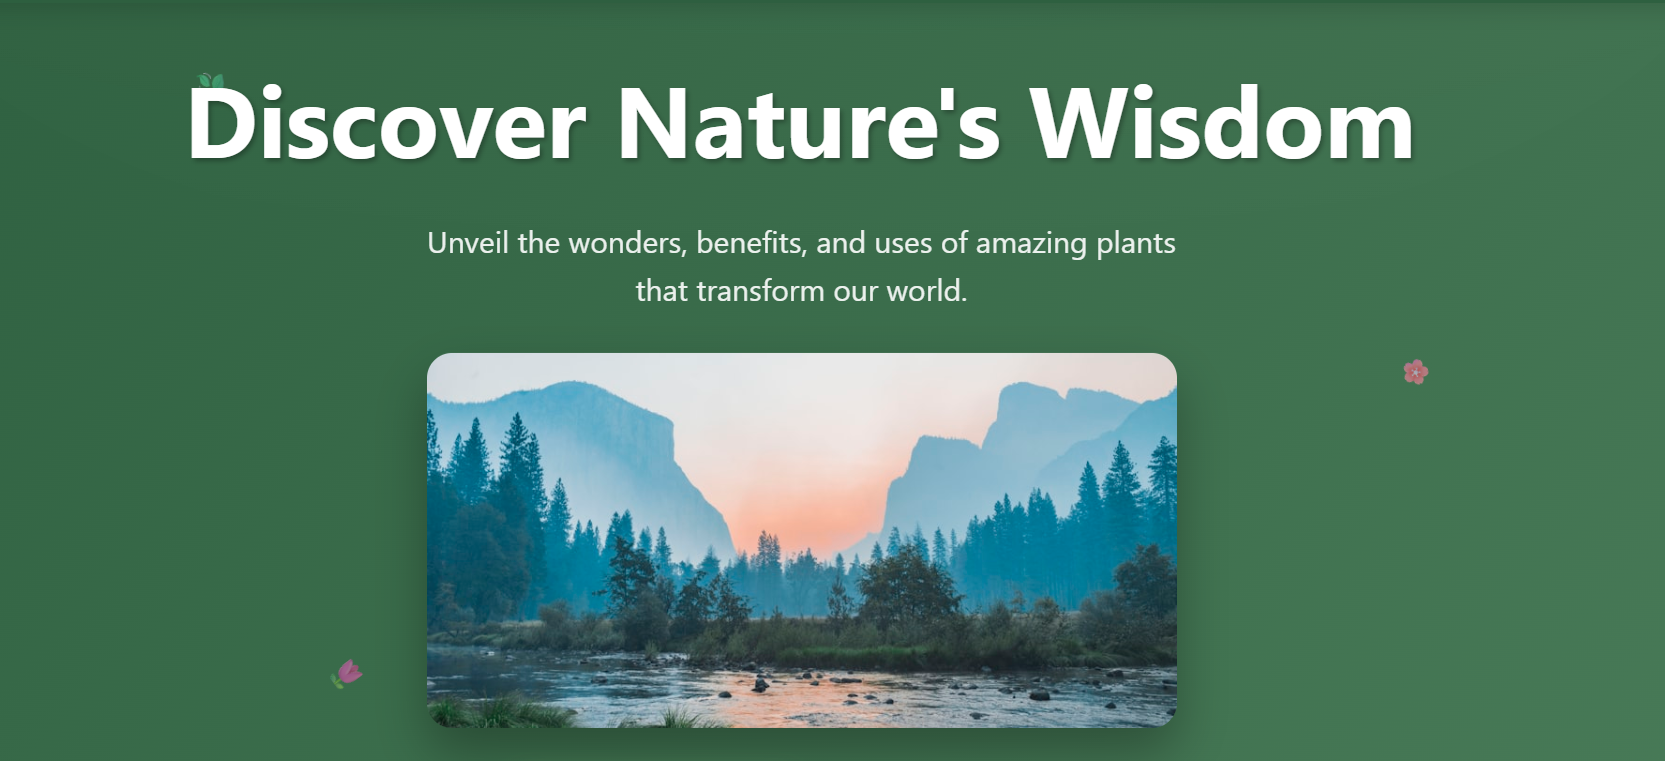 Discover Nature's Wisdom
Unveil the wonders, benefits, and uses of amazing plants
that transform our world.